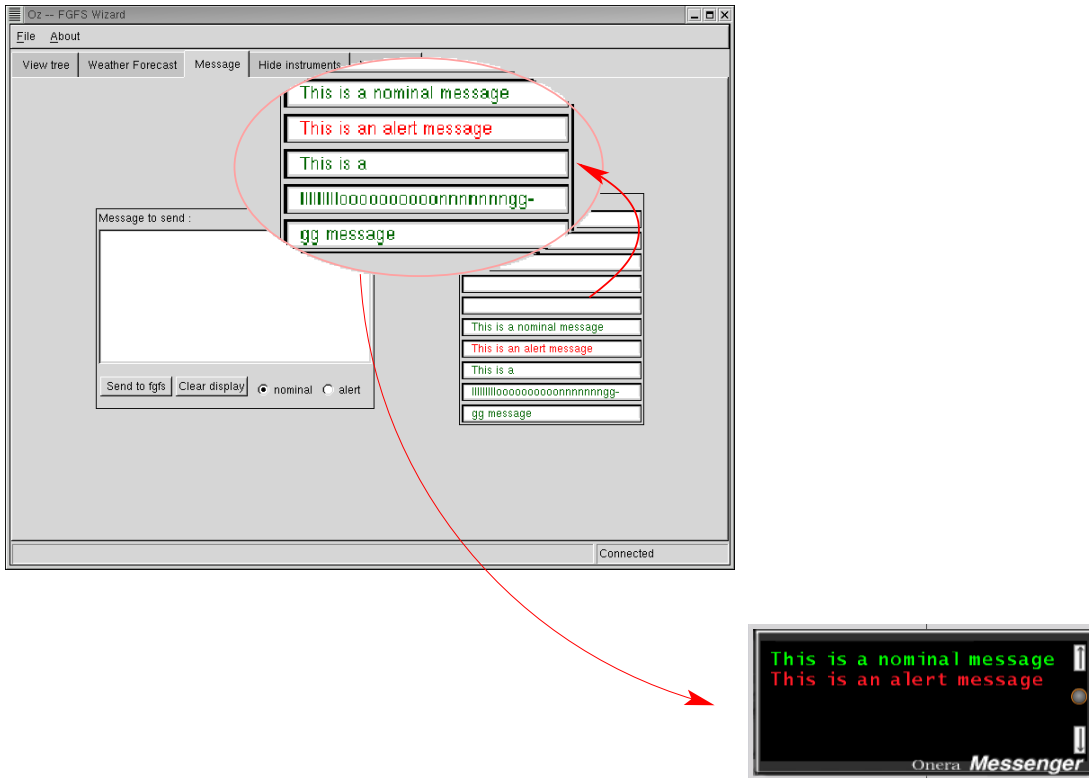 Oz -- FGFS Wizard
File About
View tree Weather Forecast Message Hide instruments
This is a nominal message
This is an alert message
This is a
llllllllloooooooooonnnnnnngg-
gg message
Message to send :
Send to fgfs Clear display nominal alert
This is a nominal message
This is an alert message
This is a
llllllllloooooooooonnnnnnngg-
gg message
Connected
This is a nominal message
This is an alert message
Onera Messenger